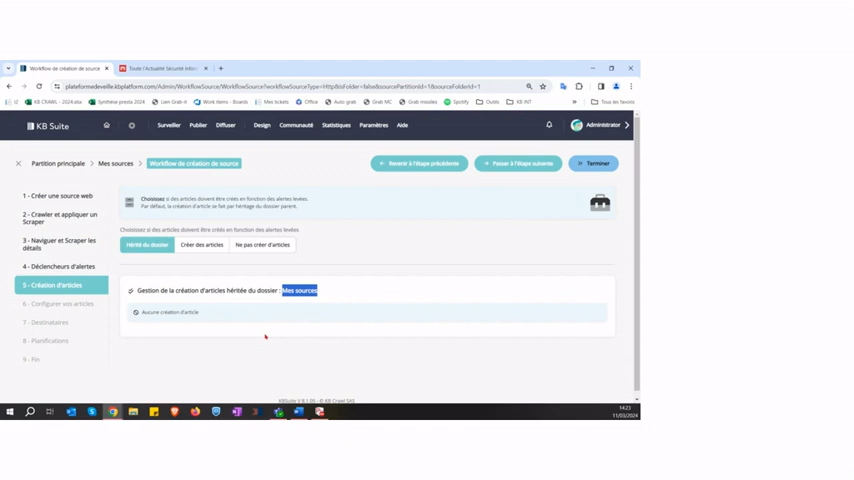 Workflow de création de source
Toute l'Actualité Sécurité Infor
plateformedeveille.kbplatform.com/Admin/WorkflowSource/WorkflowSource?workflowSourceType=Http&isFolder=false&sourcePartitionId=1&sourceFolderId=1
KB CRAWL - 2024.xlsx
Synthèse presta 2024
Lien Grab-it
Work items - Boards
Mes tickets
Office
Auto grab
Grab MC
Grab missiles
Spotify
Outils
KB INT
Tous les favoris
KB Suite
Surveiller
Publier
Diffuser
Design
Communauté
Statistiques
Paramètres
Aide
Administrator
Partition principale
Mes sources
Workflow de création de source
Revenir à l'étape précédente
Passer à l'étape suivante
Terminer
1 - Créer une source web
2 - Crawler et appliquer un
Scraper
3 - Naviguer et Scraper les
détails
4 - Déclencheurs d'alertes
5 - Création d'articles
6 - Configurer vos articles
7 - Destinataires
8 - Planifications
9 - Fin
Choisissez si des articles doivent être créés en fonction des alertes levées.
Par défaut, la création d'article se fait par héritage du dossier parent.
Choisissez si des articles doivent être créés en fonction des alertes levées
Hérité du dossier
Créer des articles
Ne pas créer d'articles
Gestion de la création d'articles héritée du dossier : Mes sources
Aucune création d'article
KBSuite V 8.1.05 - © KB Crawl SAS
14:23
11/03/2024